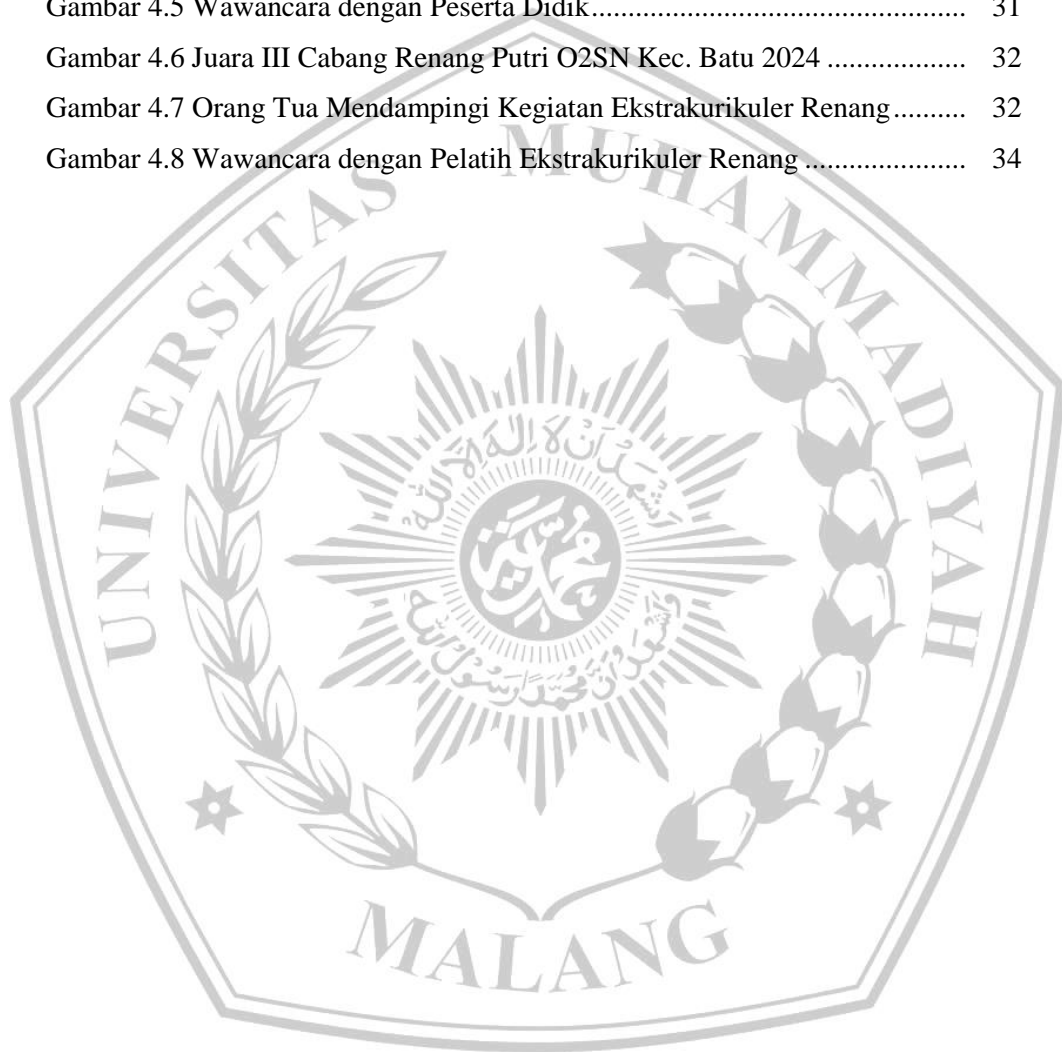 Gambar 4.5 Wawancara dengan Peserta Didik........................................ 31
Gambar 4.6 Juara III Cabang Renang Putri O2SN Kec. Batu 2024 ................... 32
Gambar 4.7 Orang Tua Mendampingi Kegiatan Ekstrakurikuler Renang.......... 32
Gambar 4.8 Wawancara dengan Pelatih Ekstrakurikuler Renang ...................... 34
UNIVERSITAS MUHAMMADIYAH
MALANG